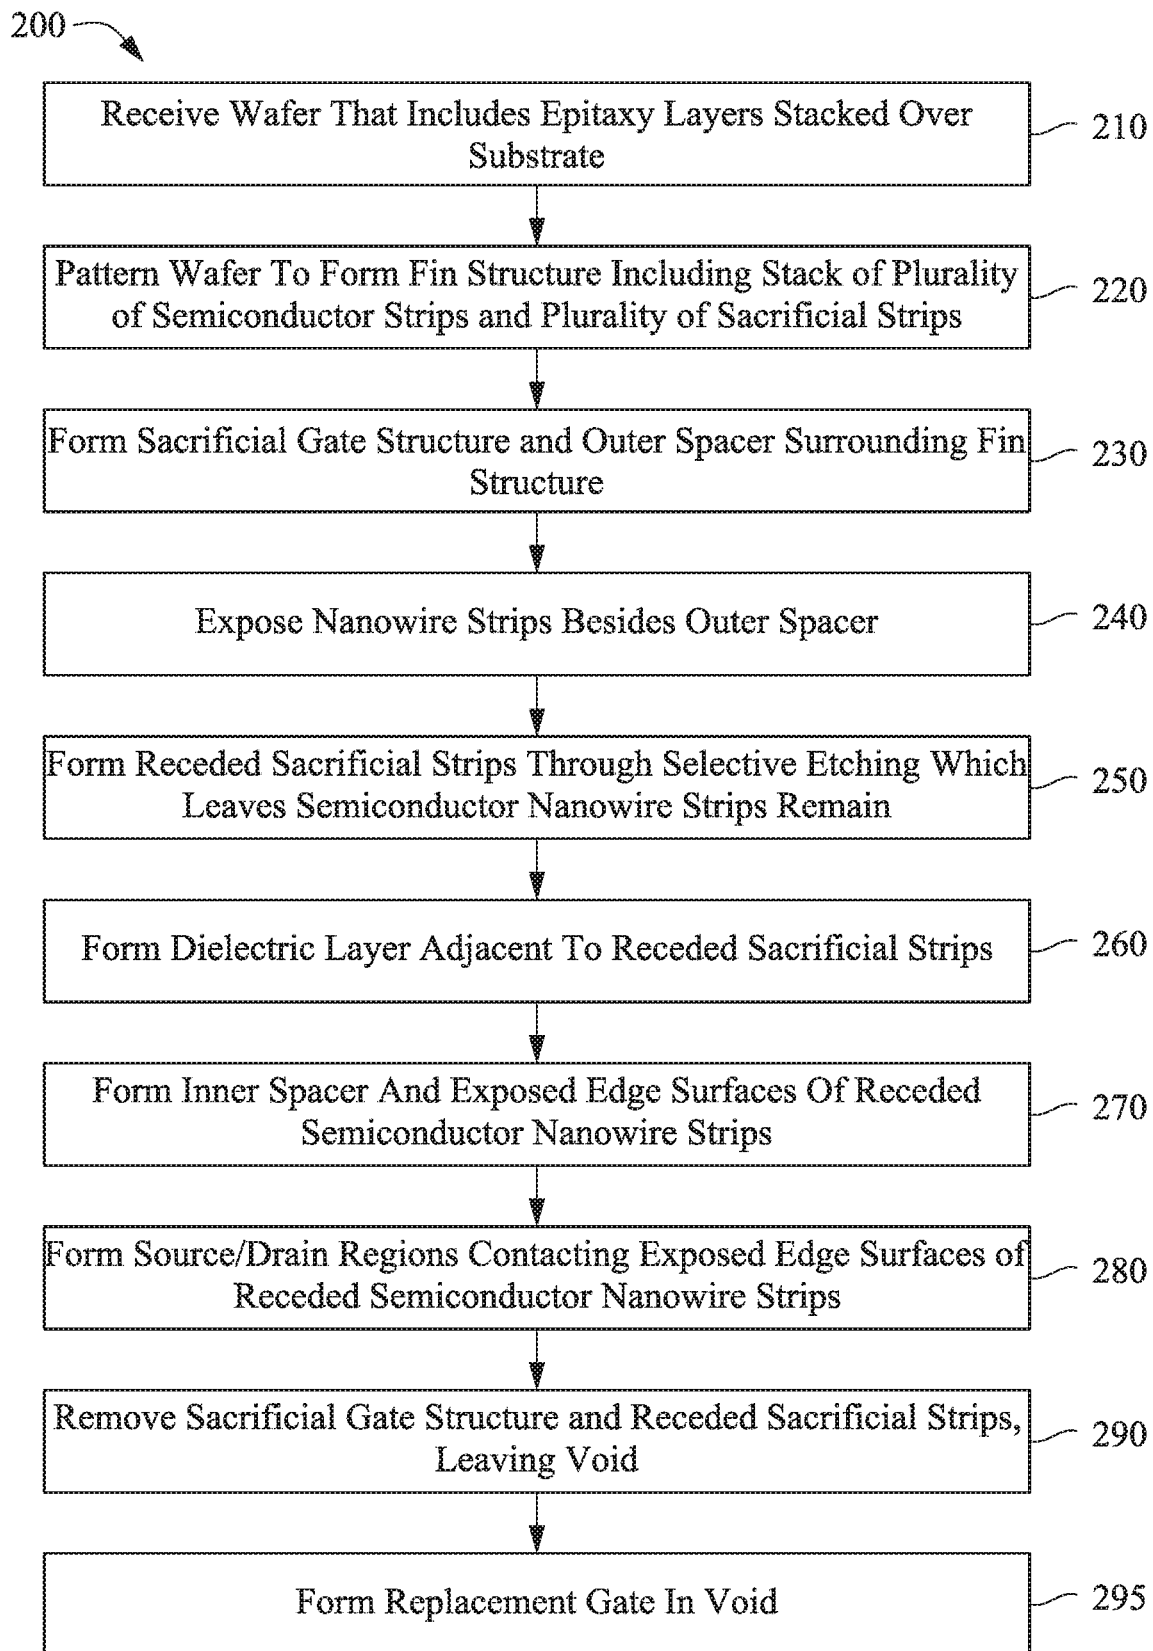 200
Receive Wafer That Includes Epitaxy Layers Stacked Over
Substrate
210
Pattern Wafer To Form Fin Structure Including Stack of Plurality
of Semiconductor Strips and Plurality of Sacrificial Strips
220
Form Sacrificial Gate Structure and Outer Spacer Surrounding Fin
Structure
230
Expose Nanowire Strips Besides Outer Spacer
240
Form Receded Sacrificial Strips Through Selective Etching Which
Leaves Semiconductor Nanowire Strips Remain
250
Form Dielectric Layer Adjacent To Receded Sacrificial Strips
260
Form Inner Spacer And Exposed Edge Surfaces Of Receded
Semiconductor Nanowire Strips
270
Form Source/Drain Regions Contacting Exposed Edge Surfaces of
Receded Semiconductor Nanowire Strips
280
Remove Sacrificial Gate Structure and Receded Sacrificial Strips,
Leaving Void
290
Form Replacement Gate In Void
295